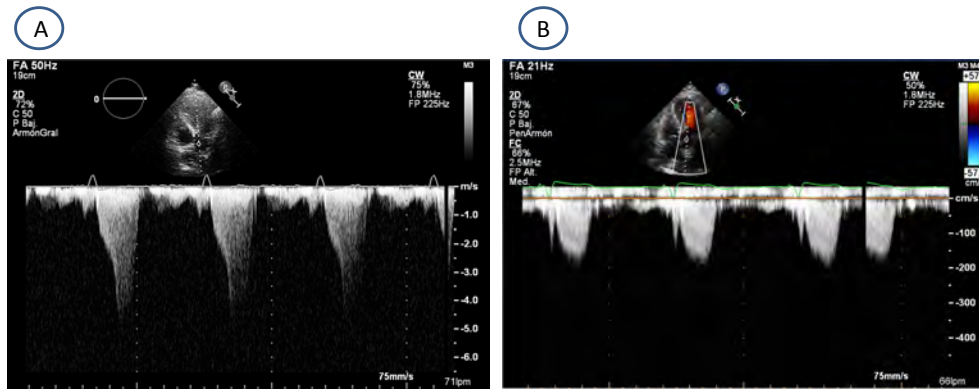 A
B
FA 50Hz
19cm
2D
72%
C 50
P Baj.
ArmónGral
0
CW
75%
1.8MHz
FP 225Hz
M3
m/s
-1.0
-2.0
-3.0
-4.0
-5.0
-6.0
75mm/s
71lpm
FA 21Hz
19cm
2D
67%
C 50
P Baj.
PenArmón
FC
66%
2.5MHz
FP Alt.
Med.
CW
50%
1.8MHz
FP 225Hz
M3 M4
+57
-57
cm/s
-100
-200
-300
-400
75mm/s
66lpm